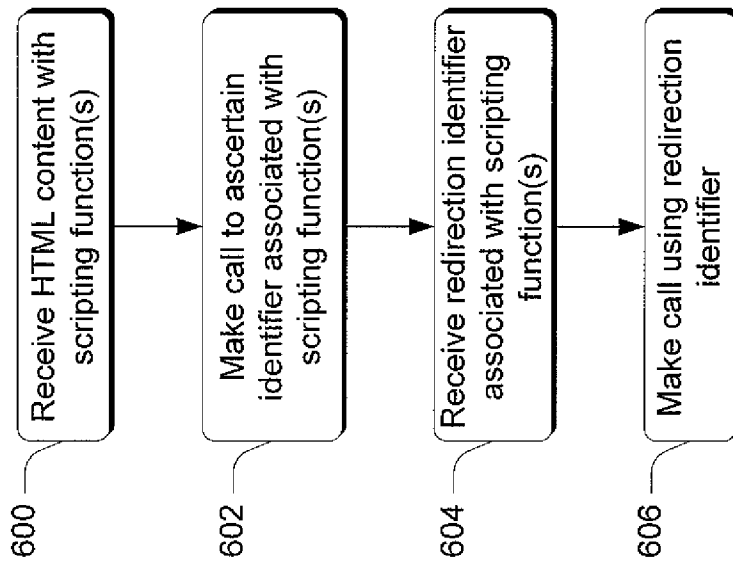 600
Receive HTML content with
scripting function(s)
602
Make call to ascertain
identifier associated with
scripting function(s)
604
Receive redirection identifier
associated with scripting
function(s)
606
Make call using redirection
identifier